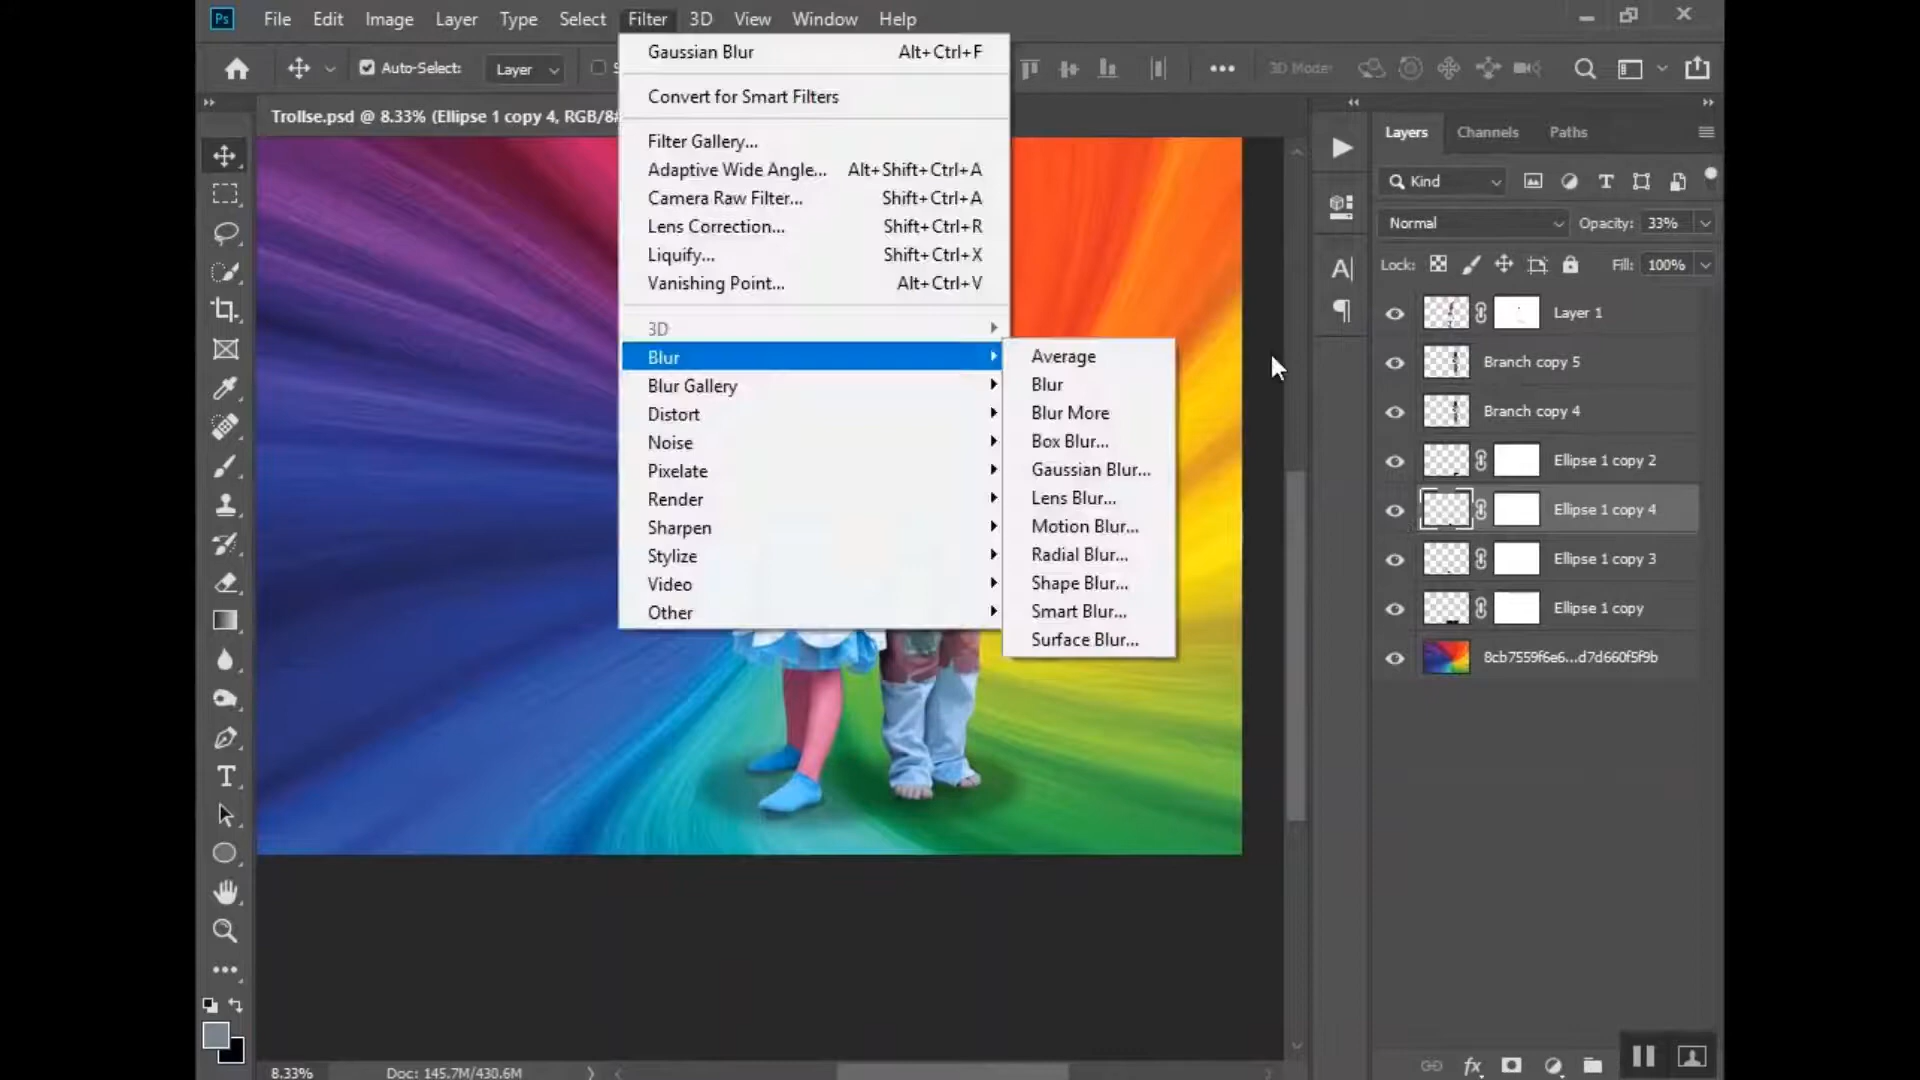 Ps File Edit Image Layer Type Select Filter 3D View Window Help
Auto-Select: Layer
3D Mode:
Trollse.psd @ 8.33% (Ellipse 1 copy 4, RGB/8#
Gaussian Blur Alt+Ctrl+F
Convert for Smart Filters
Filter Gallery...
Adaptive Wide Angle... Alt+Shift+Ctrl+A
Camera Raw Filter... Shift+Ctrl+A
Lens Correction... Shift+Ctrl+R
Liquify... Shift+Ctrl+X
Vanishing Point... Alt+Ctrl+V
3D
Blur
Blur Gallery
Distort
Noise
Pixelate
Render
Sharpen
Stylize
Video
Other
Average
Blur
Blur More
Box Blur...
Gaussian Blur...
Lens Blur...
Motion Blur...
Radial Blur...
Shape Blur...
Smart Blur...
Surface Blur...
Layers Channels Paths
Kind
Normal Opacity: 33%
Lock: Fill: 100%
Layer 1
Branch copy 5
Branch copy 4
Ellipse 1 copy 2
Ellipse 1 copy 4
Ellipse 1 copy 3
Ellipse 1 copy
8cb7559f6e6...d7d660f5f9b
8.33% Doc: 145.7M/430.6M
fx